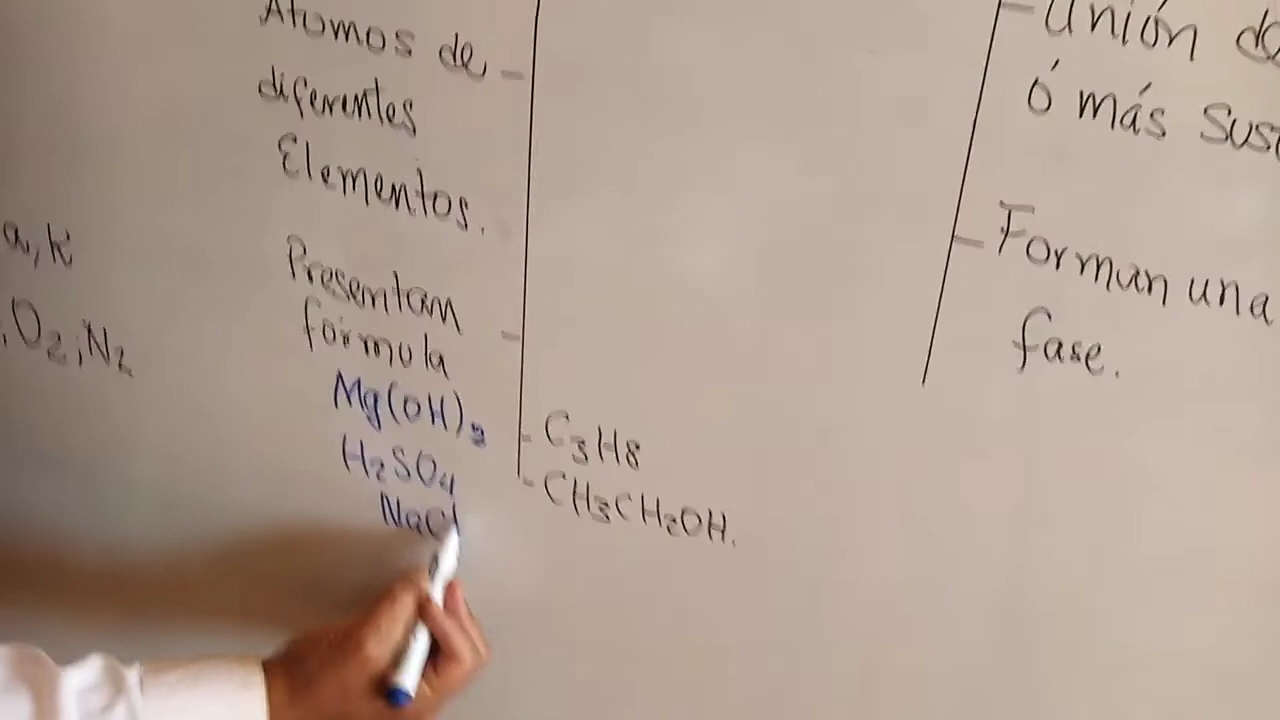 Átomos de
diferentes
Elementos.
Presentan
fórmula
Mg(OH)2
H2SO4
NaCl
a, K
, O2, N2
C3H8
CH3CH2OH.
Unión
ó más
Forman una
fase.